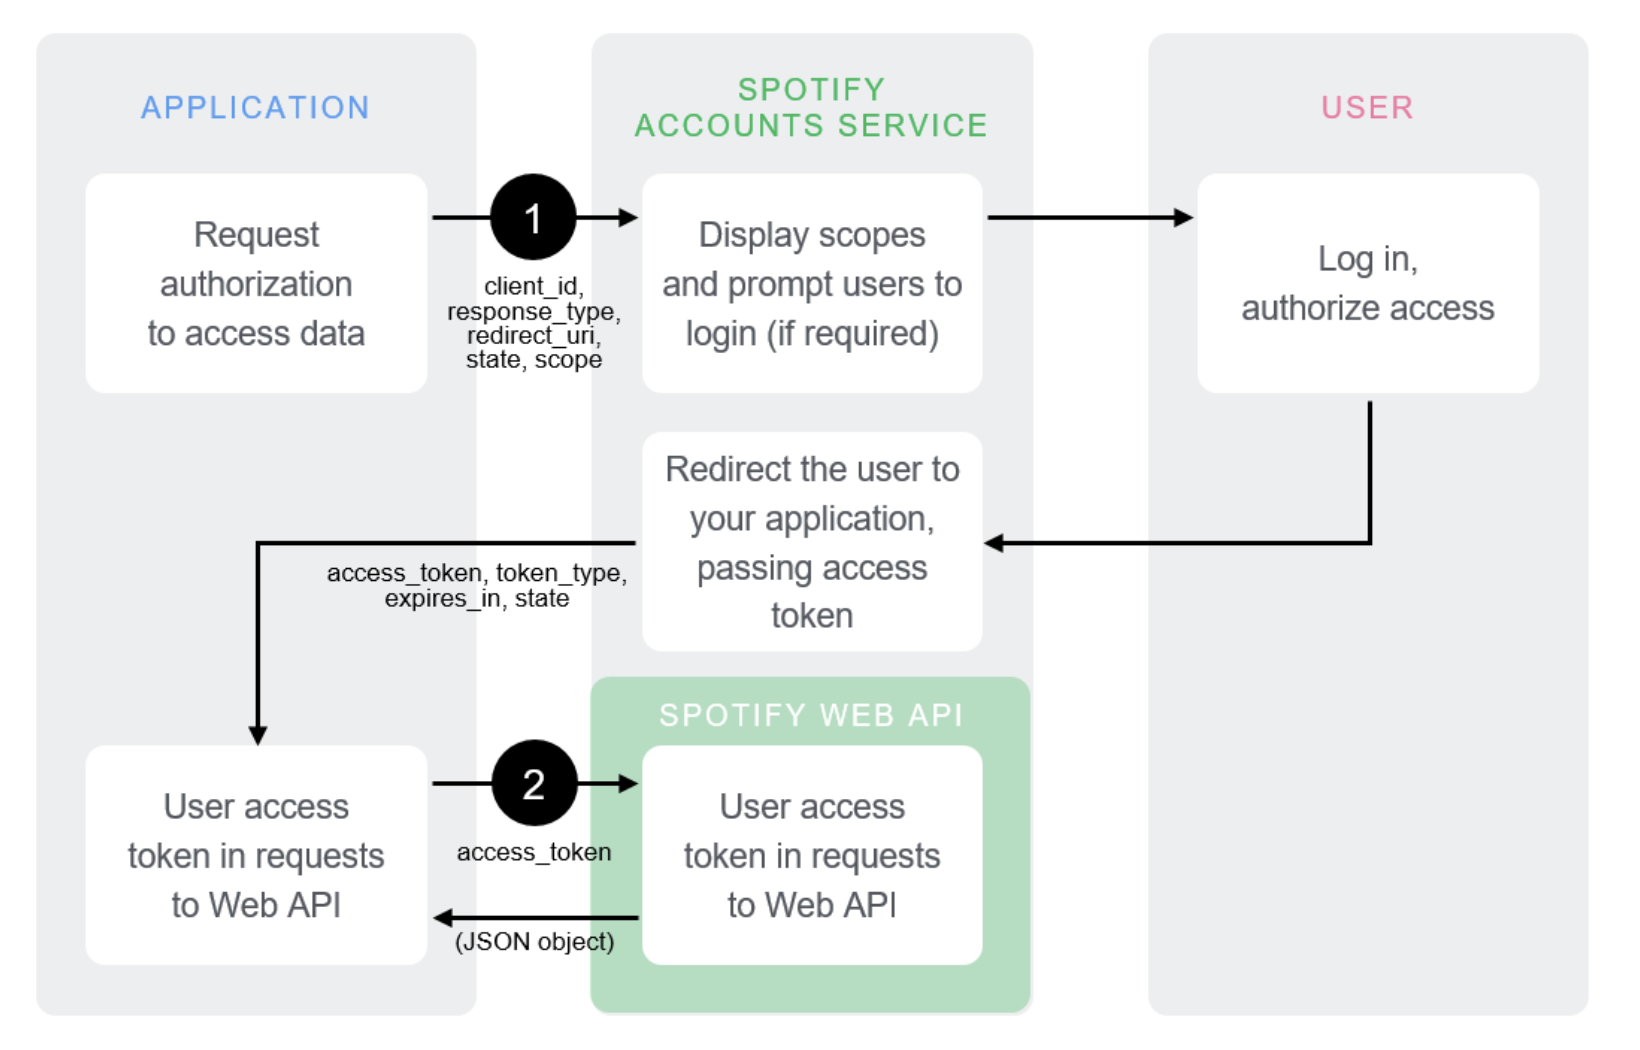 APPLICATION
SPOTIFY
ACCOUNTS SERVICE
USER
Request
authorization
to access data
1
client_id,
response_type,
redirect_uri,
state, scope
Display scopes
and prompt users to
login (if required)
Log in,
authorize access
Redirect the user to
your application,
passing access
token
access_token, token_type,
expires_in, state
SPOTIFY WEB API
User access
token in requests
to Web API
2
access_token
(JSON object)
User access
token in requests
to Web API